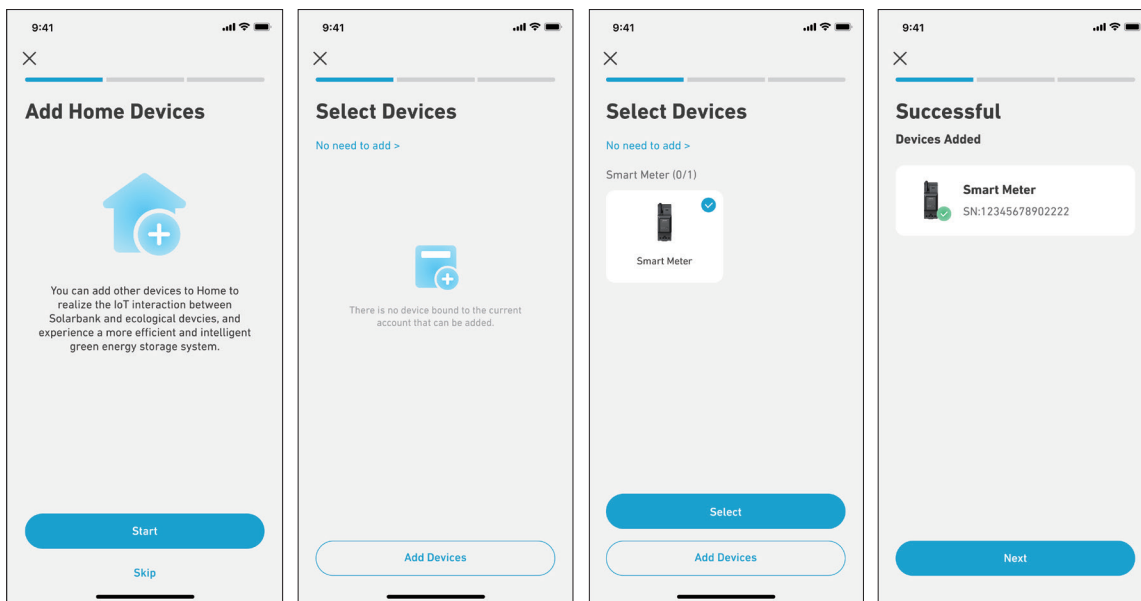 9:41
Add Home Devices
You can add other devices to Home to
realize the IoT interaction between
Solarbank and ecological devcies, and
experience a more efficient and intelligent
green energy storage system.
Start
Skip
9:41
Select Devices
No need to add >
There is no device bound to the current
account that can be added.
Add Devices
9:41
Select Devices
No need to add >
Smart Meter (0/1)
Smart Meter
Select
Add Devices
9:41
Successful
Devices Added
Smart Meter
SN:12345678902222
Next